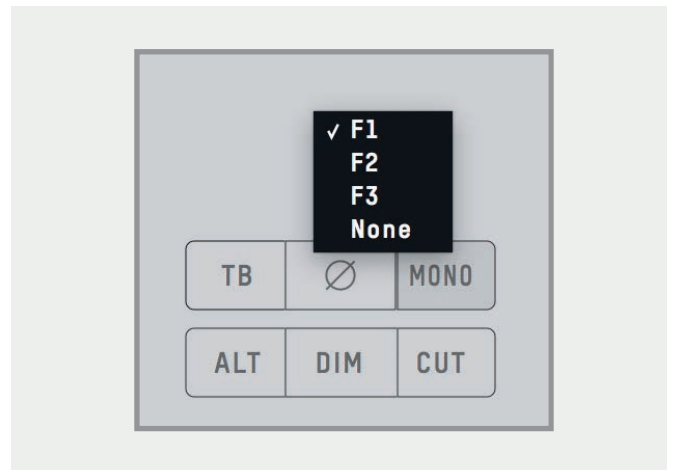 ✓ F1
F2
F3
None
TB Ø MONO
ALT DIM CUT